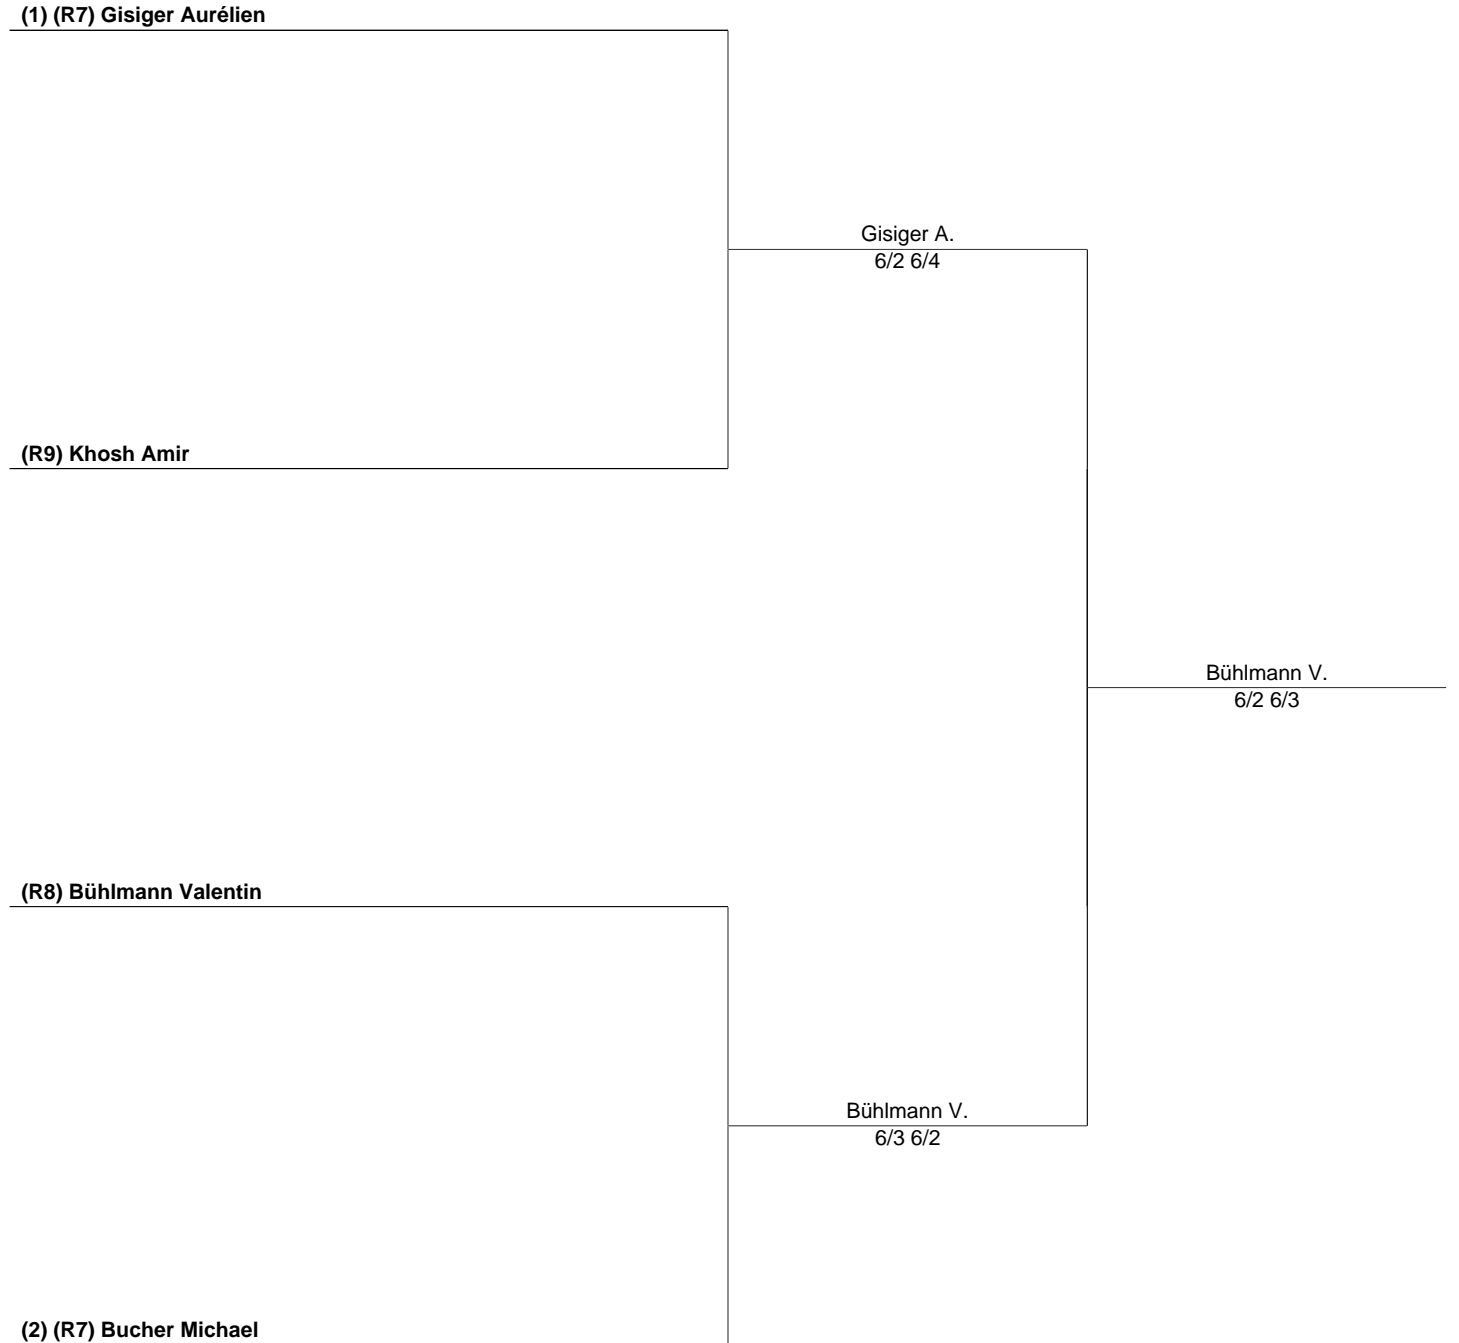 (1) (R7) Gisiger Aurélien
Gisiger A.
6/2 6/4
(R9) Khosh Amir
Bühlmann V.
6/2 6/3
(R8) Bühlmann Valentin
Bühlmann V.
6/3 6/2
(2) (R7) Bucher Michael